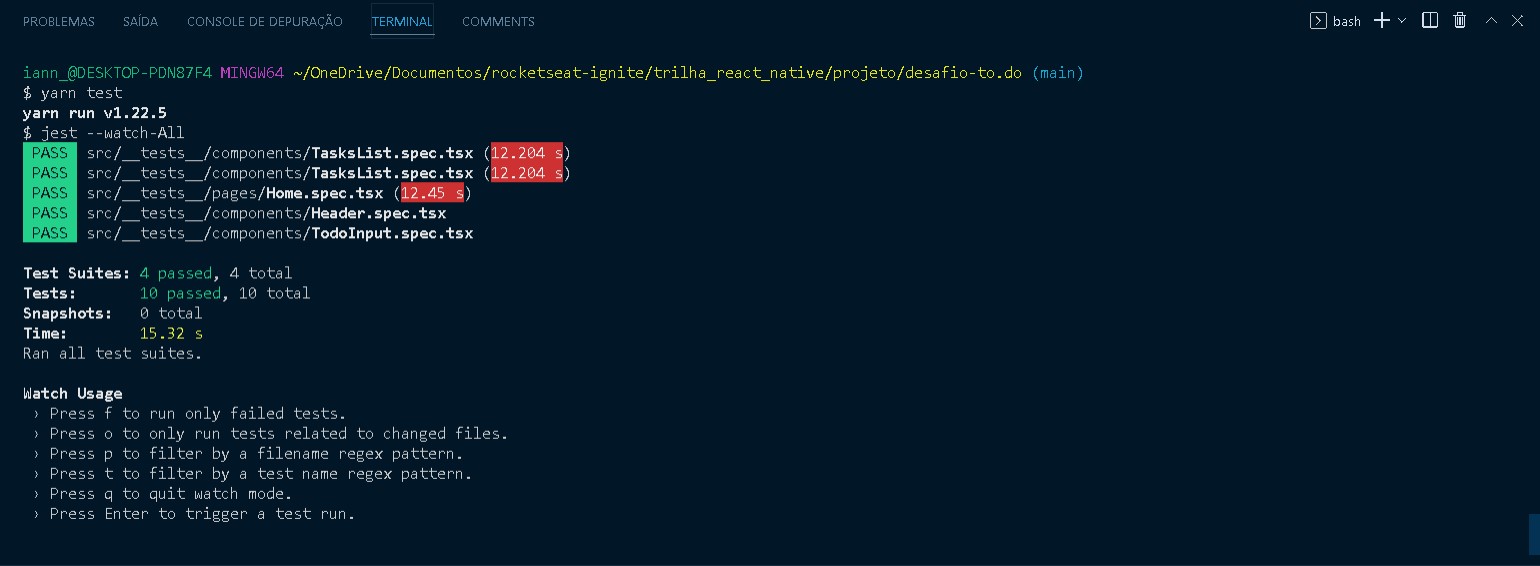 PROBLEMAS SAÍDA CONSOLE DE DEPURAÇÃO TERMINAL COMMENTS bash
iann_@DESKTOP-PDN87F4 MINGW64 ~/OneDrive/Documentos/rocketseat-ignite/trilha_react_native/projeto/desafio-to.do (main)
$ yarn test
yarn run v1.22.5
$ jest --watch-All
PASS src/__tests__/components/TasksList.spec.tsx (12.204 s)
PASS src/__tests__/components/TasksList.spec.tsx (12.204 s)
PASS src/__tests__/pages/Home.spec.tsx (12.45 s)
PASS src/__tests__/components/Header.spec.tsx
PASS src/__tests__/components/TodoInput.spec.tsx
Test Suites: 4 passed, 4 total
Tests: 10 passed, 10 total
Snapshots: 0 total
Time: 15.32 s
Ran all test suites.
Watch Usage
› Press f to run only failed tests.
› Press o to only run tests related to changed files.
› Press p to filter by a filename regex pattern.
› Press t to filter by a test name regex pattern.
› Press q to quit watch mode.
› Press Enter to trigger a test run.